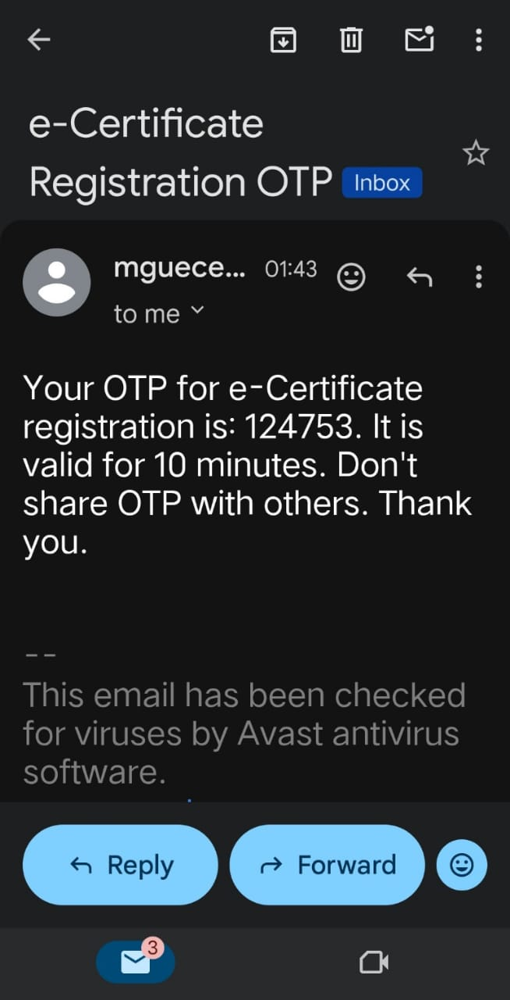 e-Certificate
Registration OTP Inbox
mguece... 01:43
to me
Your OTP for e-Certificate
registration is: 124753. It is
valid for 10 minutes. Don't
share OTP with others. Thank
you.
--
This email has been checked
for viruses by Avast antivirus
software.
Reply Forward
3